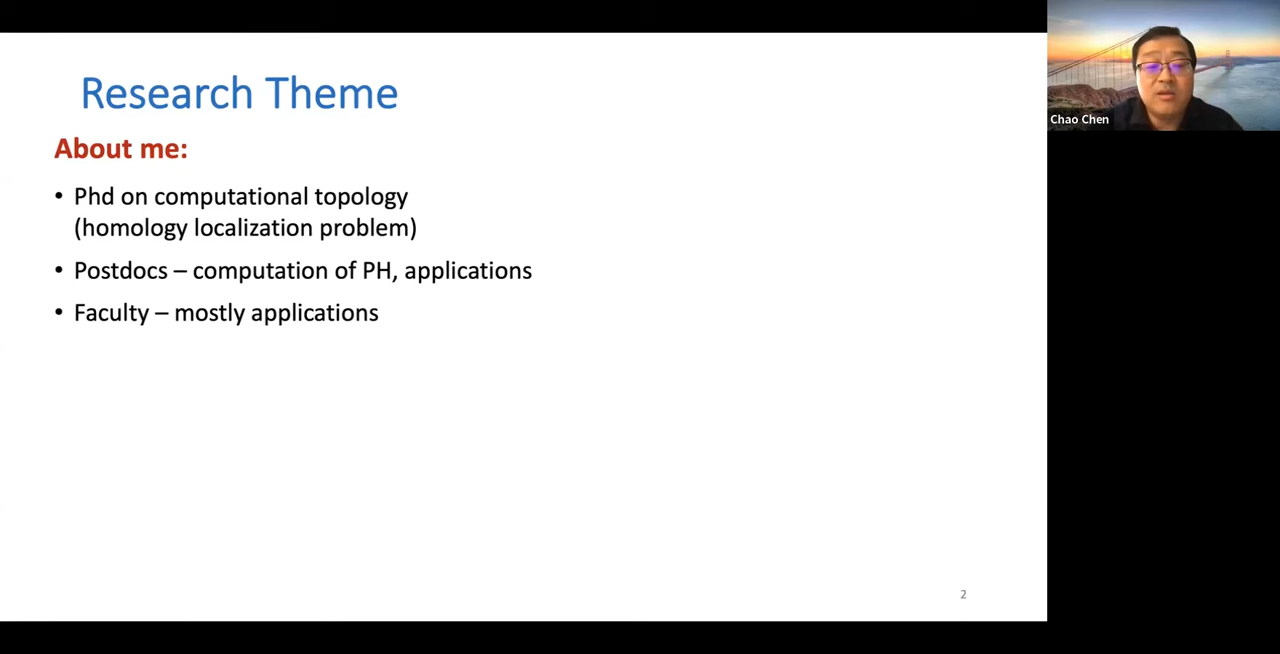 Research Theme
About me:
• Phd on computational topology
(homology localization problem)
• Postdocs – computation of PH, applications
• Faculty – mostly applications
2
Chao Chen